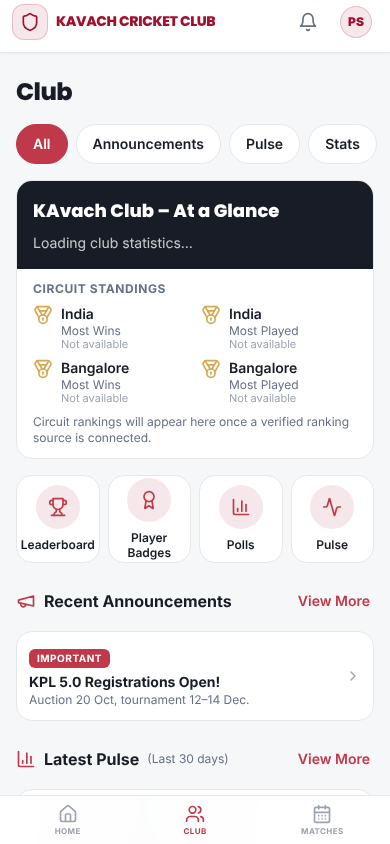 KAVACH CRICKET CLUB
PS
Club
All
Announcements
Pulse
Stats
KAvach Club – At a Glance
Loading club statistics...
CIRCUIT STANDINGS
India
Most Wins
Not available
India
Most Played
Not available
Bangalore
Most Wins
Not available
Bangalore
Most Played
Not available
Circuit rankings will appear here once a verified ranking
source is connected.
Leaderboard
Player
Badges
Polls
Pulse
Recent Announcements
View More
IMPORTANT
KPL 5.0 Registrations Open!
Auction 20 Oct, tournament 12–14 Dec.
Latest Pulse (Last 30 days)
View More
HOME
CLUB
MATCHES